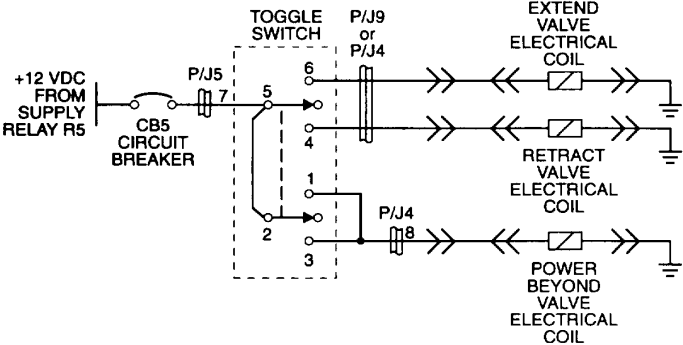 TOGGLE
SWITCH
P/J9
or
P/J4
EXTEND
VALVE
ELECTRICAL
COIL
+12 VDC
FROM
SUPPLY
RELAY R5
CB5
CIRCUIT
BREAKER
P/J5
7
5
6
4
RETRACT
VALVE
ELECTRICAL
COIL
1
2
3
P/J4
8
POWER
BEYOND
VALVE
ELECTRICAL
COIL